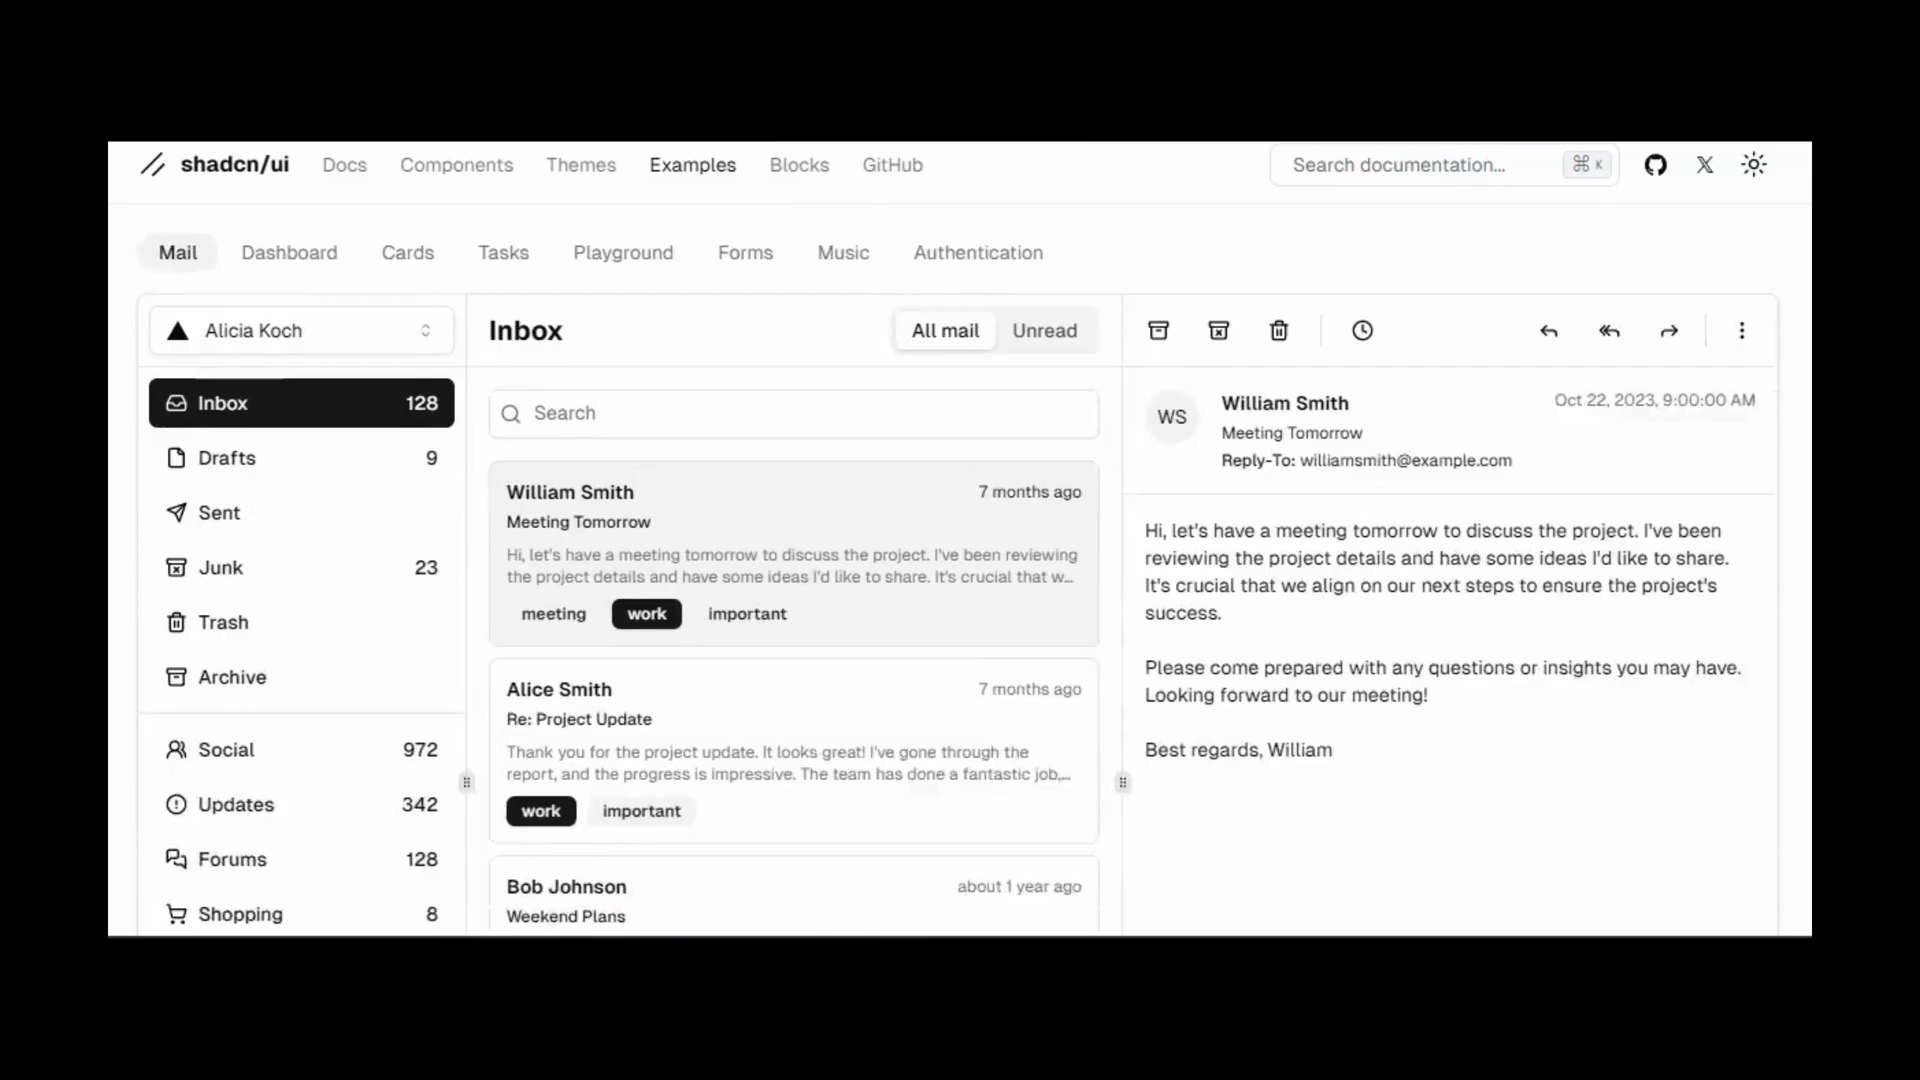 shadcn/ui Docs Components Themes Examples Blocks GitHub Search documentation... ⌘ K
Mail Dashboard Cards Tasks Playground Forms Music Authentication
Alicia Koch
Inbox 128
Drafts 9
Sent
Junk 23
Trash
Archive
Social 972
Updates 342
Forums 128
Shopping 8
Inbox All mail Unread
Search
William Smith 7 months ago
Meeting Tomorrow
Hi, let's have a meeting tomorrow to discuss the project. I've been reviewing
the project details and have some ideas I'd like to share. It's crucial that w...
meeting work important
Alice Smith 7 months ago
Re: Project Update
Thank you for the project update. It looks great! I've gone through the
report, and the progress is impressive. The team has done a fantastic job,...
work important
Bob Johnson about 1 year ago
Weekend Plans
WS
William Smith Oct 22, 2023, 9:00:00 AM
Meeting Tomorrow
Reply-To: williamsmith@example.com
Hi, let's have a meeting tomorrow to discuss the project. I've been
reviewing the project details and have some ideas I'd like to share.
It's crucial that we align on our next steps to ensure the project's
success.
Please come prepared with any questions or insights you may have.
Looking forward to our meeting!
Best regards, William